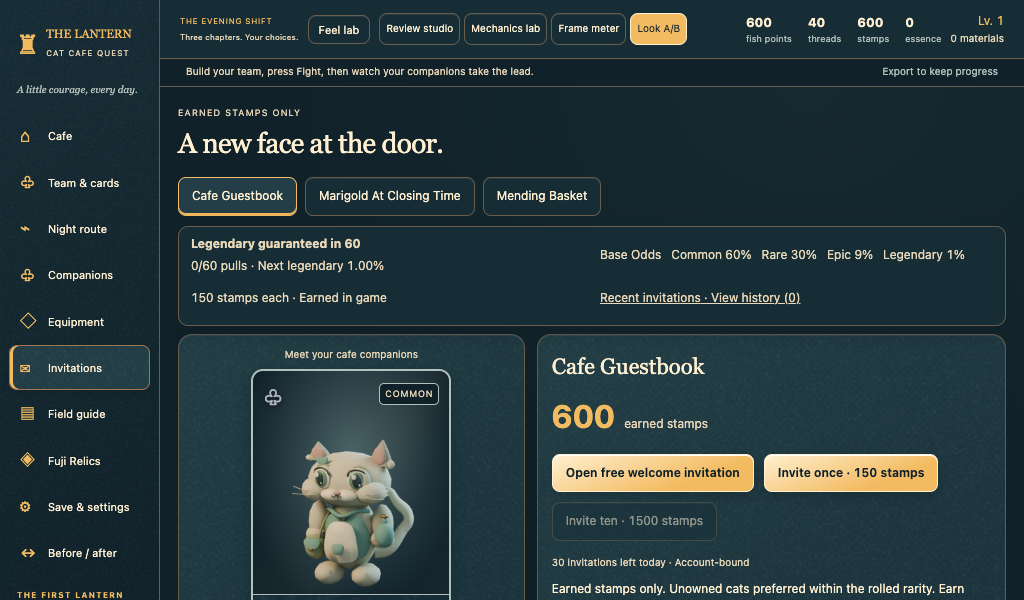 THE LANTERN
CAT CAFE QUEST
A little courage, every day.
Cafe
Team & cards
Night route
Companions
Equipment
Invitations
Field guide
Fuji Relics
Save & settings
Before / after
THE FIRST LANTERN
THE EVENING SHIFT
Three chapters. Your choices.
Feel lab
Review studio
Mechanics lab
Frame meter
Look A/B
600 fish points
40 threads
600 stamps
0 essence
Lv. 1
0 materials
Build your team, press Fight, then watch your companions take the lead.
Export to keep progress
EARNED STAMPS ONLY
A new face at the door.
Cafe Guestbook
Marigold At Closing Time
Mending Basket
Legendary guaranteed in 60
0/60 pulls · Next legendary 1.00%
150 stamps each · Earned in game
Base Odds Common 60% Rare 30% Epic 9% Legendary 1%
Recent invitations · View history (0)
Meet your cafe companions
COMMON
Cafe Guestbook
600 earned stamps
Open free welcome invitation
Invite once · 150 stamps
Invite ten · 1500 stamps
30 invitations left today · Account-bound
Earned stamps only. Unowned cats preferred within the rolled rarity. Earn